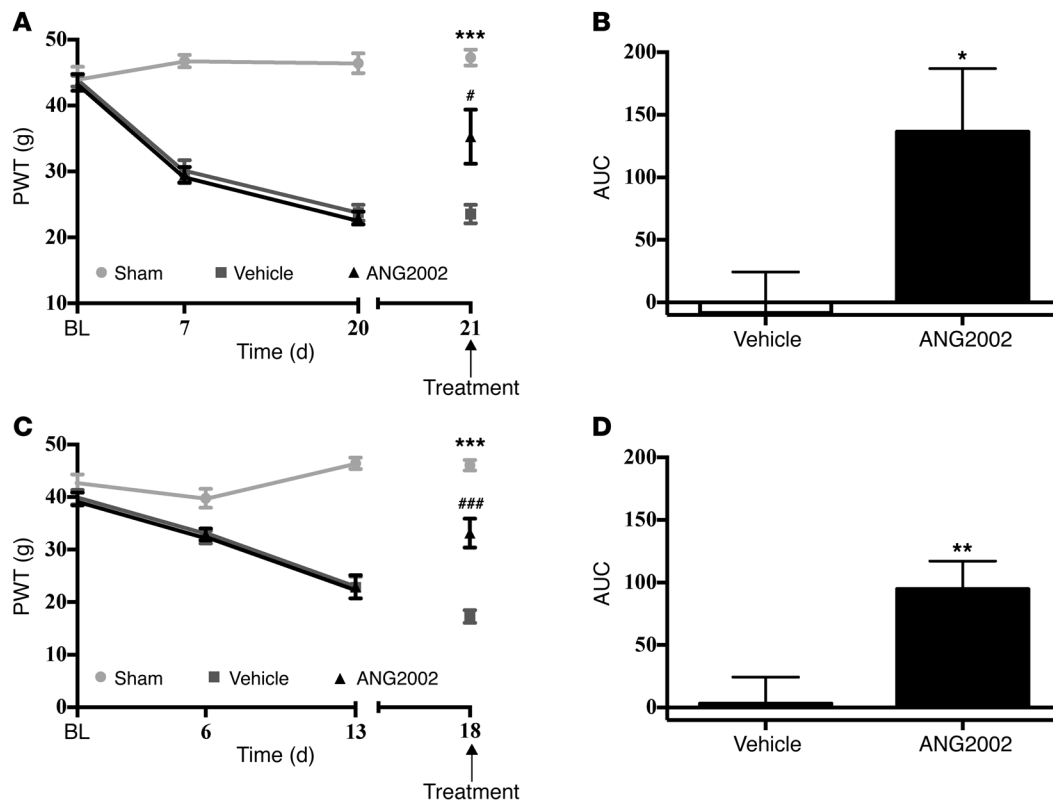 A
50
40
30
20
10
PWT (g)
***
#
Sham Vehicle ANG2002
BL 7 20 21
Time (d)
Treatment
B
200
150
100
50
0
AUC
*
Vehicle ANG2002
C
50
40
30
20
10
0
PWT (g)
***
###
Sham Vehicle ANG2002
BL 6 13 18
Time (d)
Treatment
D
200
150
100
50
0
AUC
**
Vehicle ANG2002